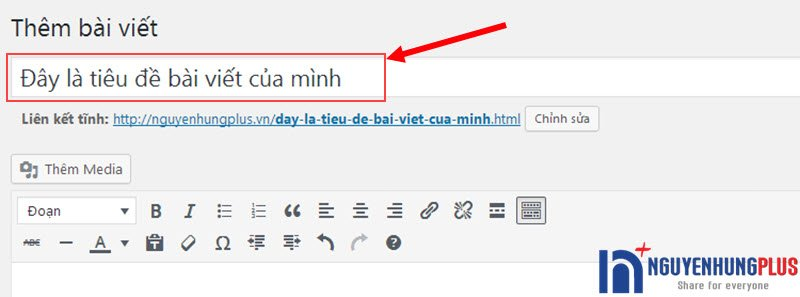 Thêm bài viết
Đây là tiêu đề bài viết của mình
Liên kết tĩnh: http://nguyenhungplus.vn/day-la-tieu-de-bai-viet-cua-minh.html Chỉnh sửa
Thêm Media
Đoạn B I
ABC A Ω
NGUYENHUNGPLUS
Share for everyone